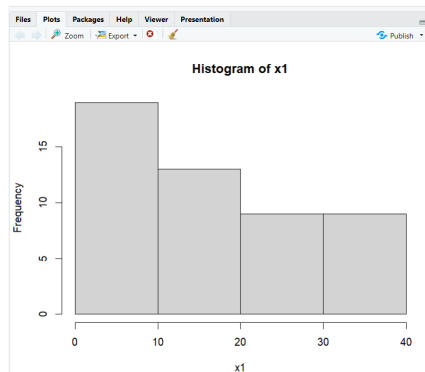 Files Plots Packages Help Viewer Presentation
Zoom Export Publish
Histogram of x1
15
10
5
0
Frequency
0 10 20 30 40
x1